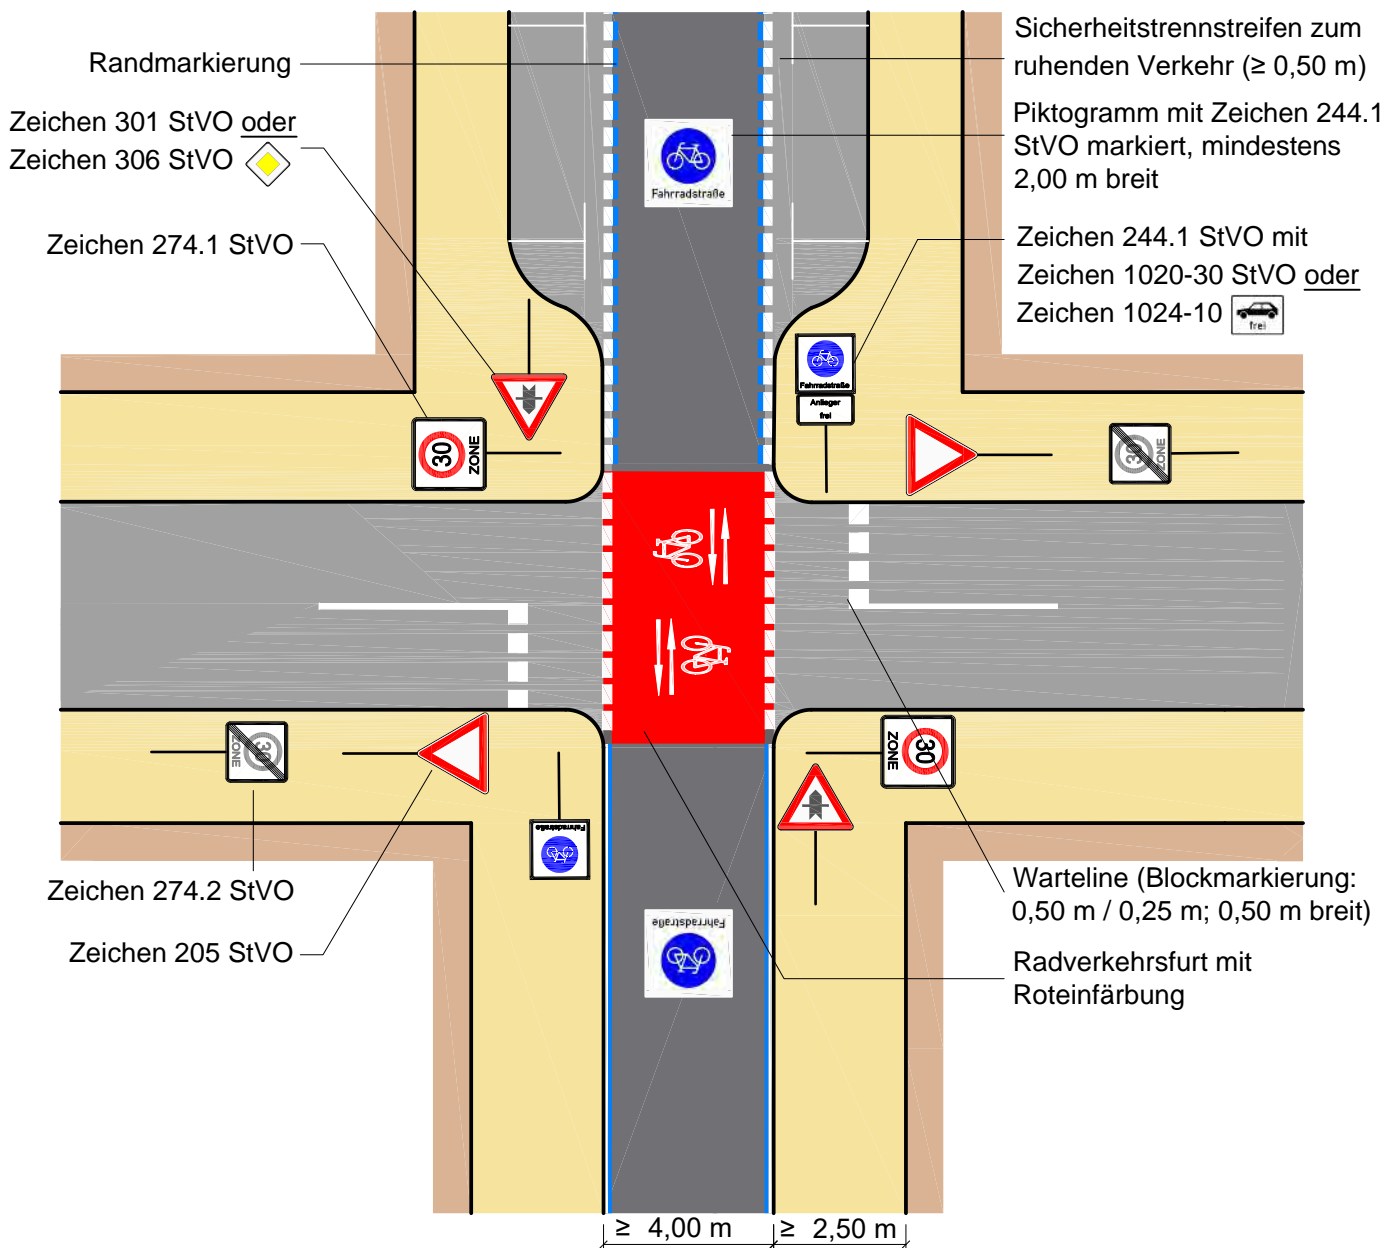 Randmarkierung
Zeichen 301 StVO oder
Zeichen 306 StVO
Zeichen 274.1 StVO
Sicherheitstrennstreifen zum
ruhenden Verkehr (≥ 0,50 m)
Piktogramm mit Zeichen 244.1
StVO markiert, mindestens
2,00 m breit
Zeichen 244.1 StVO mit
Zeichen 1020-30 StVO oder
Zeichen 1024-10
frei
Fahrradstraße
Fahrradstraße
Anlieger
frei
30
ZONE
30
ZONE
30
ZONE
30
ZONE
Fahrradstraße
Fahrradstraße
Zeichen 274.2 StVO
Zeichen 205 StVO
Warteline (Blockmarkierung:
0,50 m / 0,25 m; 0,50 m breit)
Radverkehrsfurt mit
Roteinfärbung
≥ 4,00 m
≥ 2,50 m